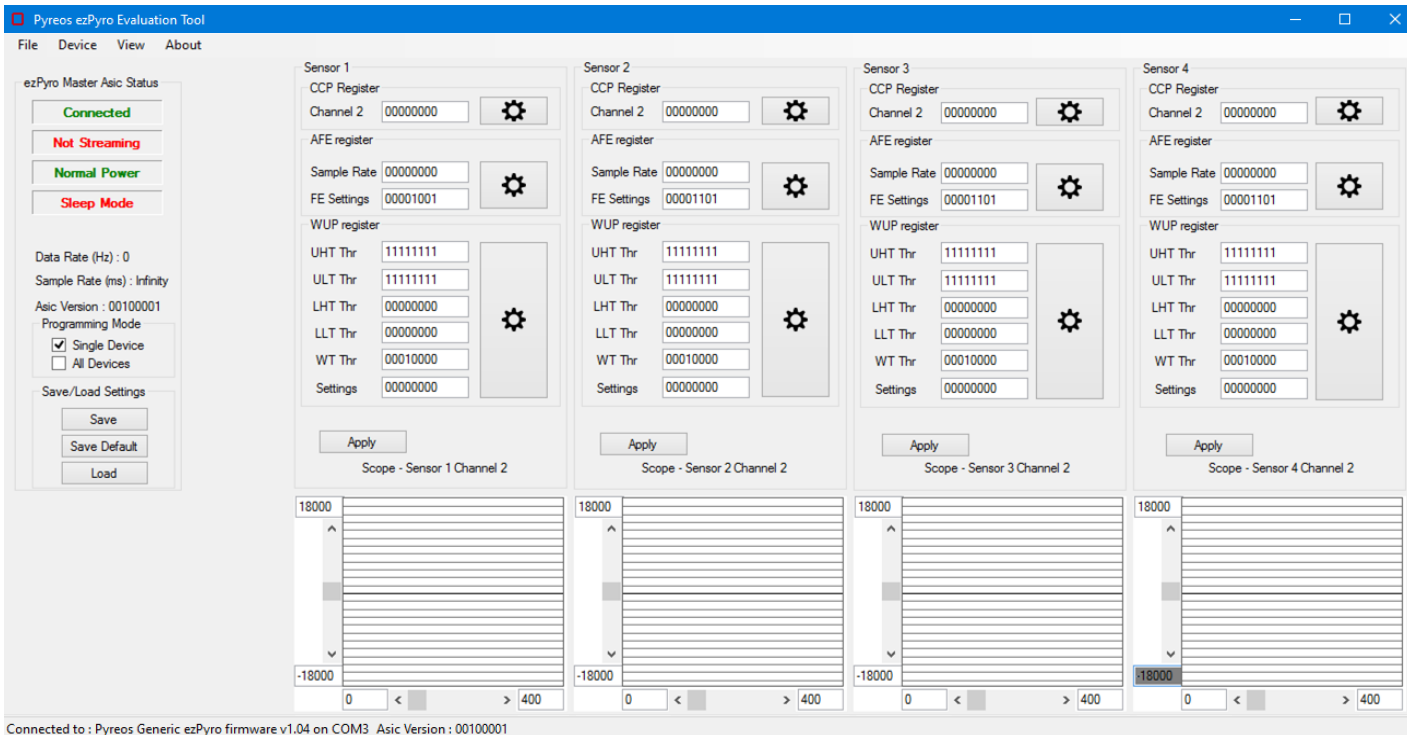 Pyreos ezPyro Evaluation Tool
File Device View About
ezPyro Master Asic Status
Connected
Not Streaming
Normal Power
Sleep Mode
Data Rate (Hz) : 0
Sample Rate (ms) : Infinity
Asic Version : 00100001
Programming Mode
Single Device
All Devices
Save/Load Settings
Save
Save Default
Load
Sensor 1
CCP Register
Channel 2 00000000
AFE register
Sample Rate 00000000
FE Settings 00001001
WUP register
UHT Thr 11111111
ULT Thr 11111111
LHT Thr 00000000
LLT Thr 00000000
WT Thr 00010000
Settings 00000000
Apply
Scope - Sensor 1 Channel 2
18000
-18000
0 < > 400
Sensor 2
CCP Register
Channel 2 00000000
AFE register
Sample Rate 00000000
FE Settings 00001101
WUP register
UHT Thr 11111111
ULT Thr 11111111
LHT Thr 00000000
LLT Thr 00000000
WT Thr 00010000
Settings 00000000
Apply
Scope - Sensor 2 Channel 2
18000
-18000
0 < > 400
Sensor 3
CCP Register
Channel 2 00000000
AFE register
Sample Rate 00000000
FE Settings 00001101
WUP register
UHT Thr 11111111
ULT Thr 11111111
LHT Thr 00000000
LLT Thr 00000000
WT Thr 00010000
Settings 00000000
Apply
Scope - Sensor 3 Channel 2
18000
-18000
0 < > 400
Sensor 4
CCP Register
Channel 2 00000000
AFE register
Sample Rate 00000000
FE Settings 00001101
WUP register
UHT Thr 11111111
ULT Thr 11111111
LHT Thr 00000000
LLT Thr 00000000
WT Thr 00010000
Settings 00000000
Apply
Scope - Sensor 4 Channel 2
18000
-18000
0 < > 400
Connected to : Pyreos Generic ezPyro firmware v1.04 on COM3 Asic Version : 00100001